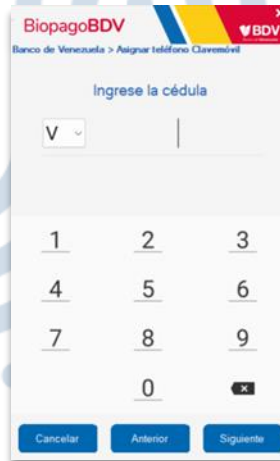 BiopagoBDV
BDV
Banco de Venezuela > Asignar teléfono Clavemóvil
Ingrese la cédula
V
1 2 3
4 5 6
7 8 9
0
Cancelar Anterior Siguiente